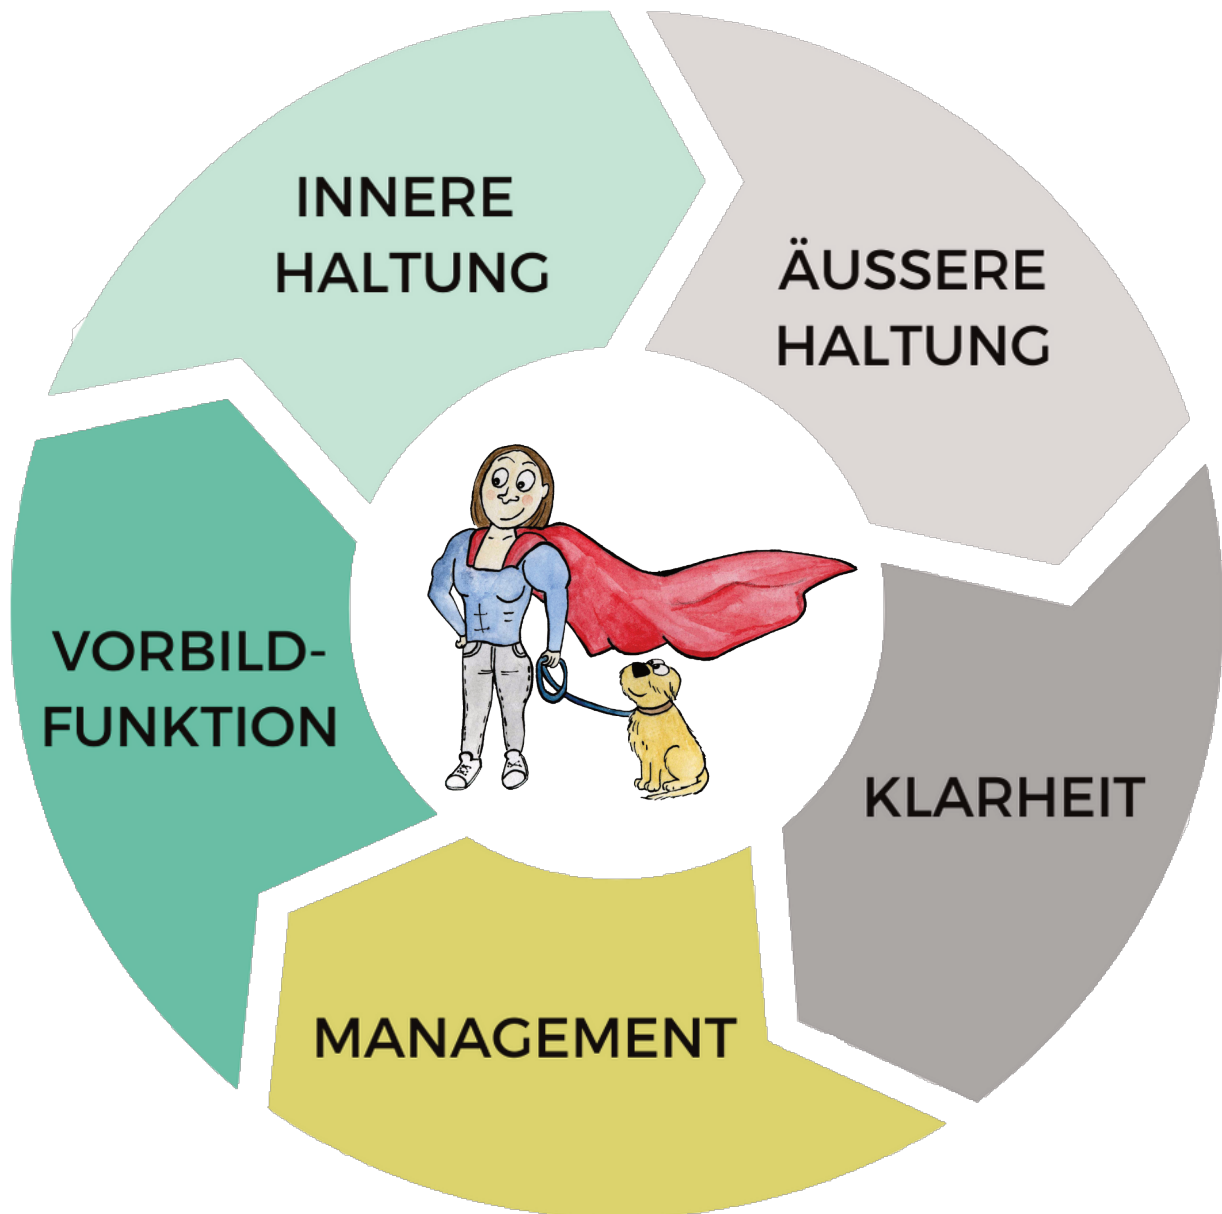 INNERE
HALTUNG
ÄUSSERE
HALTUNG
KLARHEIT
MANAGEMENT
VORBILD-
FUNKTION